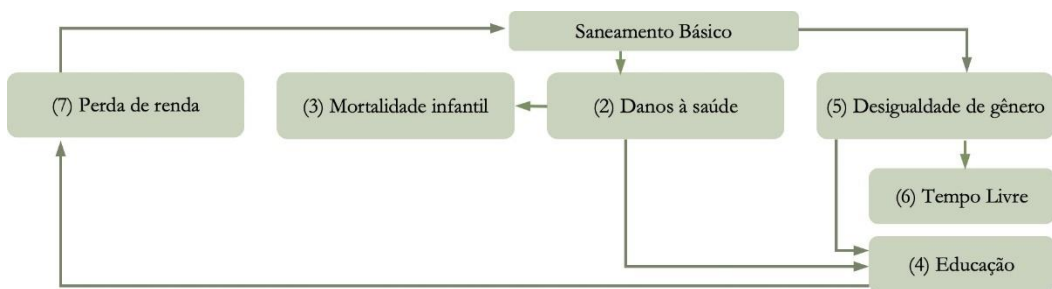 Saneamento Básico
(7) Perda de renda
(3) Mortalidade infantil
(2) Danos à saúde
(5) Desigualdade de gênero
(6) Tempo Livre
(4) Educação